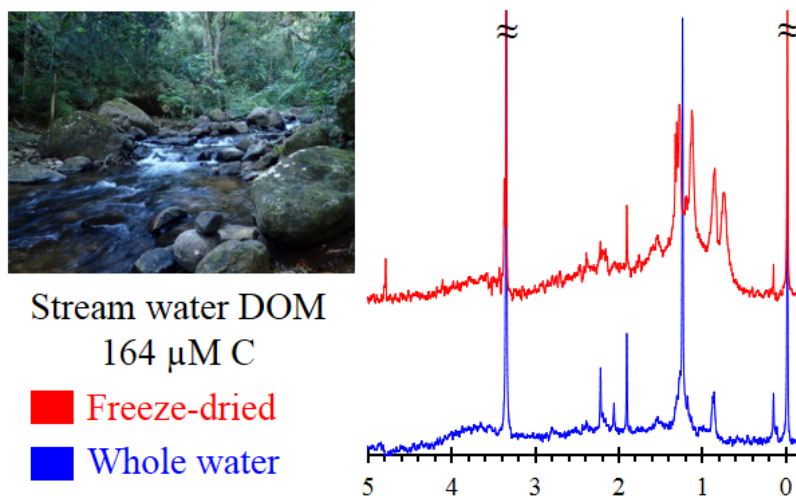 Stream water DOM
164 µM C
Freeze-dried
Whole water
5 4 3 2 1 0